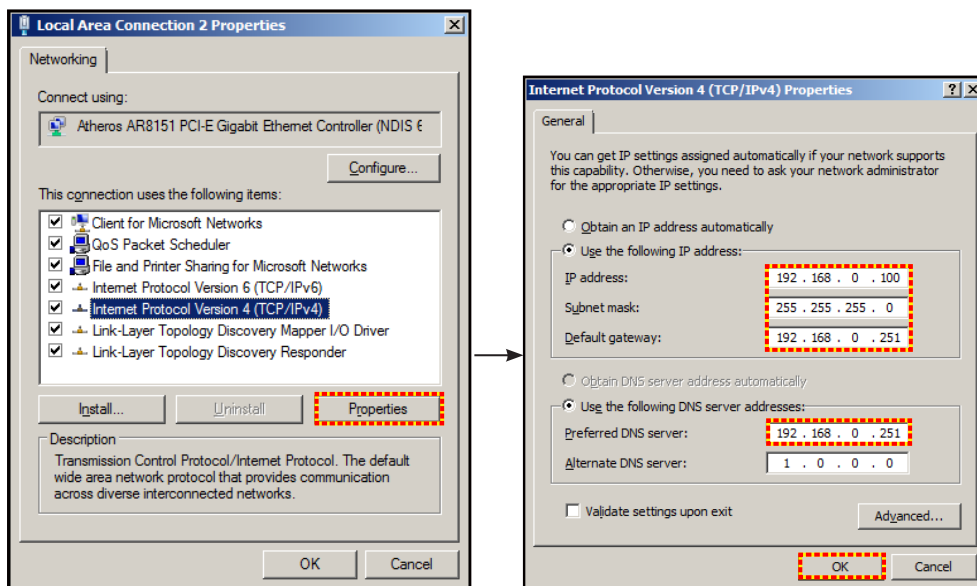 Local Area Connection 2 Properties
Networking
Connect using:
Atheros AR8151 PCI-E Gigabit Ethernet Controller (NDIS 6
Configure...
This connection uses the following items:
Client for Microsoft Networks
QoS Packet Scheduler
File and Printer Sharing for Microsoft Networks
Internet Protocol Version 6 (TCP/IPv6)
Internet Protocol Version 4 (TCP/IPv4)
Link-Layer Topology Discovery Mapper I/O Driver
Link-Layer Topology Discovery Responder
Install...
Uninstall
Properties
Description
Transmission Control Protocol/Internet Protocol. The default
wide area network protocol that provides communication
across diverse interconnected networks.
OK
Cancel
Internet Protocol Version 4 (TCP/IPv4) Properties
General
You can get IP settings assigned automatically if your network supports
this capability. Otherwise, you need to ask your network administrator
for the appropriate IP settings.
Obtain an IP address automatically
Use the following IP address:
IP address: 192 . 168 . 0 . 100
Subnet mask: 255 . 255 . 255 . 0
Default gateway: 192 . 168 . 0 . 251
Obtain DNS server address automatically
Use the following DNS server addresses:
Preferred DNS server: 192 . 168 . 0 . 251
Alternate DNS server: 1 . 0 . 0 . 0
Validate settings upon exit
Advanced...
OK
Cancel